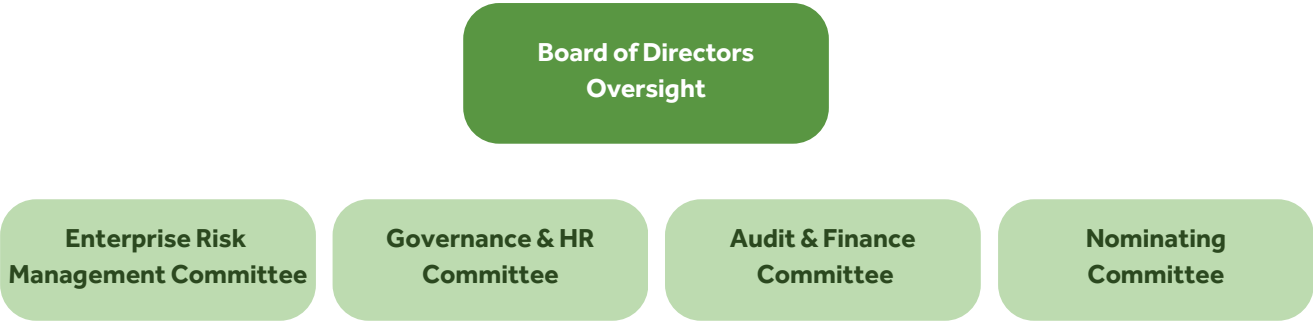 Board of Directors
Oversight
Enterprise Risk
Management Committee
Governance & HR
Committee
Audit & Finance
Committee
Nominating
Committee